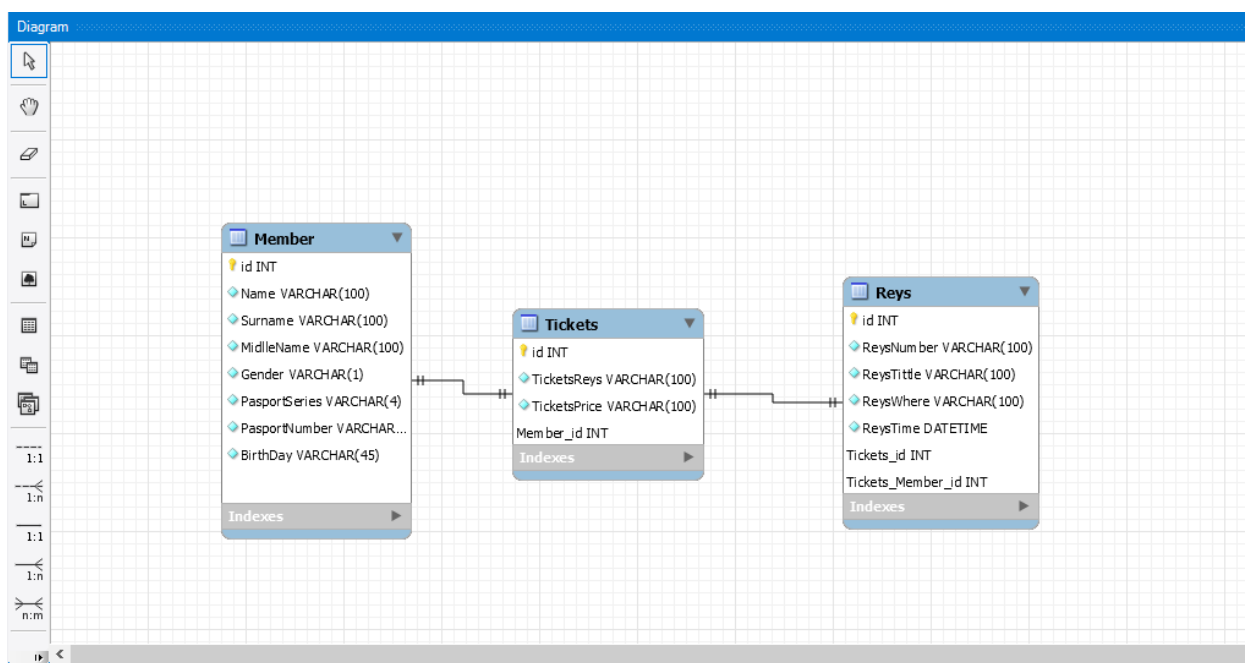 Diagram
Member
id INT
Name VARCHAR(100)
Surname VARCHAR(100)
MidlleName VARCHAR(100)
Gender VARCHAR(1)
PasportSeries VARCHAR(4)
PasportNumber VARCHAR...
BirthDay VARCHAR(45)
Indexes
Tickets
id INT
TicketsReys VARCHAR(100)
TicketsPrice VARCHAR(100)
Member_id INT
Indexes
Reys
id INT
ReysNumber VARCHAR(100)
ReysTittle VARCHAR(100)
ReysWhere VARCHAR(100)
ReysTime DATETIME
Tickets_id INT
Tickets_Member_id INT
Indexes
1:1
1:n
1:1
1:n
n:m